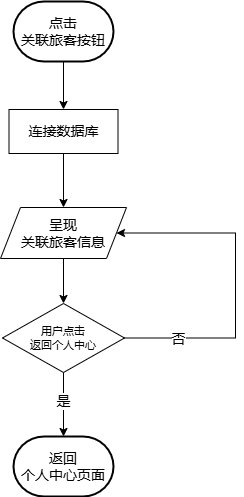 点击
关联旅客按钮
连接数据库
呈现
关联旅客信息
用户点击
返回个人中心
否
是
返回
个人中心页面